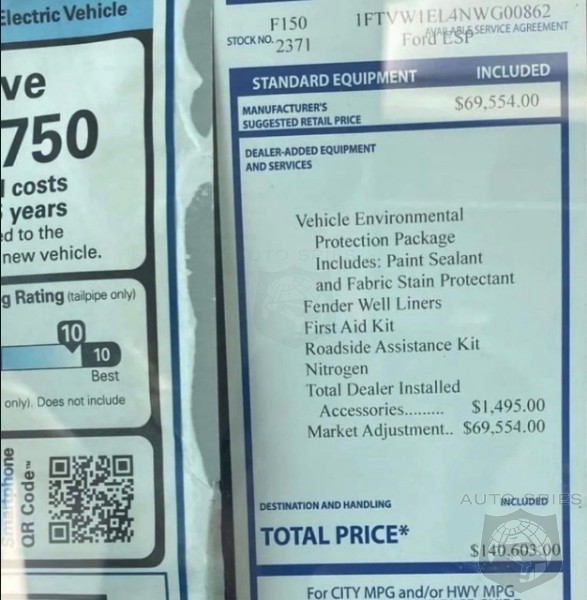 Electric Vehicle
ve
750
costs
years
ed to the
new vehicle.
g Rating (tailpipe only)
10
10
Best
only). Does not include
Smartphone
QR Code™
F150
1FTVW1EL4NWG00862
STOCK NO. 2371
Ford ESP
AVAILABLE SERVICE AGREEMENT
STANDARD EQUIPMENT INCLUDED
MANUFACTURER'S
SUGGESTED RETAIL PRICE
$69,554.00
DEALER-ADDED EQUIPMENT
AND SERVICES
Vehicle Environmental
Protection Package
Includes: Paint Sealant
and Fabric Stain Protectant
Fender Well Liners
First Aid Kit
Roadside Assistance Kit
Nitrogen
Total Dealer Installed
Accessories......... $1,495.00
Market Adjustment.. $69,554.00
DESTINATION AND HANDLING INCLUDED
AUTO SPIES
TOTAL PRICE*
$140,603.00
For CITY MPG and/or HWY MPG